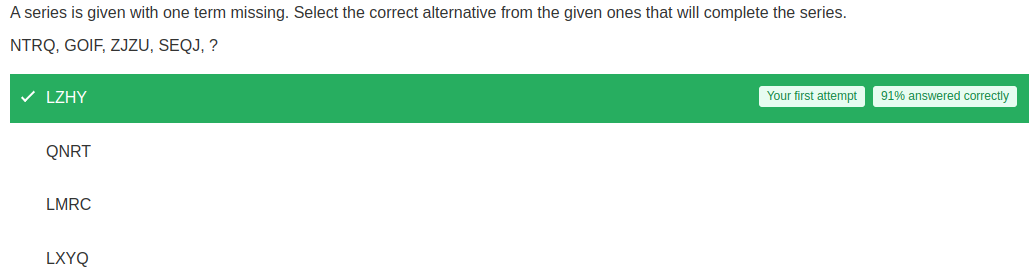 A series is given with one term missing. Select the correct alternative from the given ones that will complete the series.
NTRQ, GOIF, ZJZU, SEQJ, ?
LZHY Your first attempt 91% answered correctly
QNRT
LMRC
LXYQ